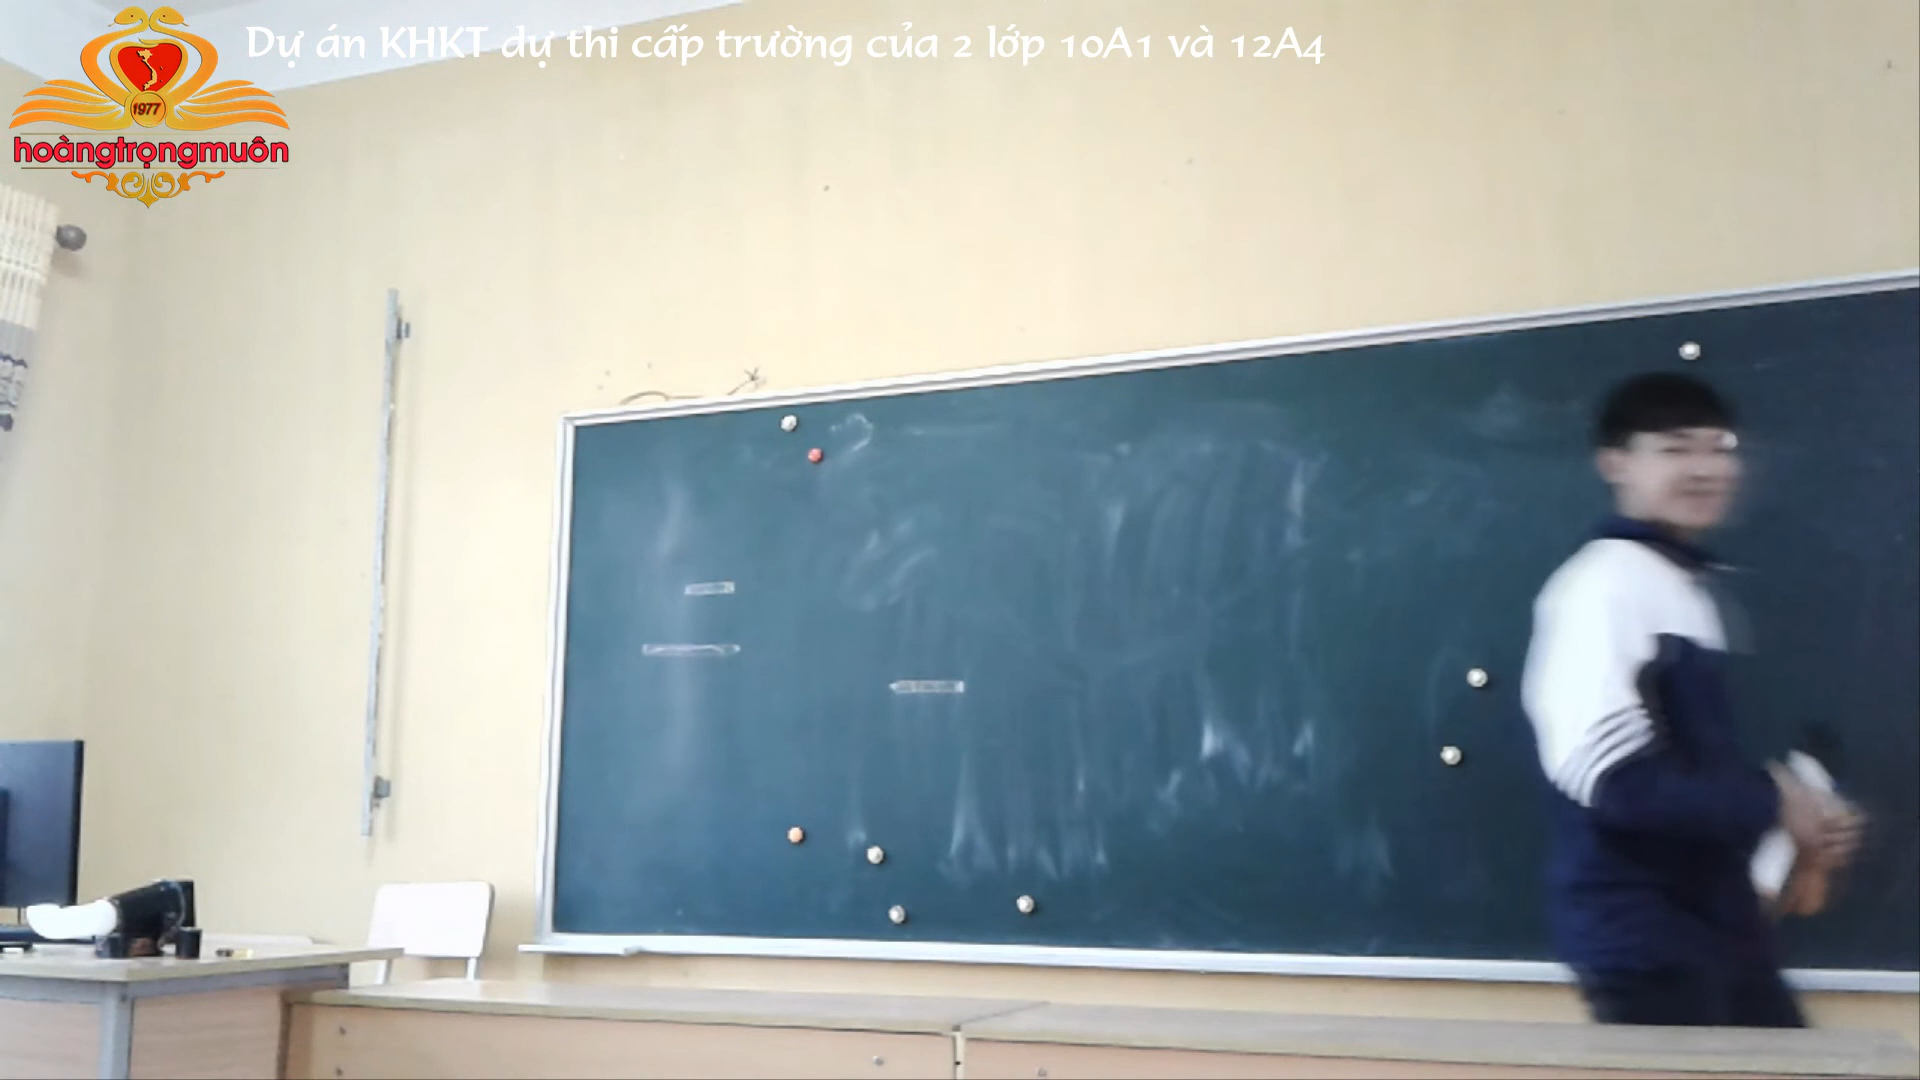 Dự án KHKT dự thi cấp trường của 2 lớp 10A1 và 12A4
1977
hoàngtrọngmuôn